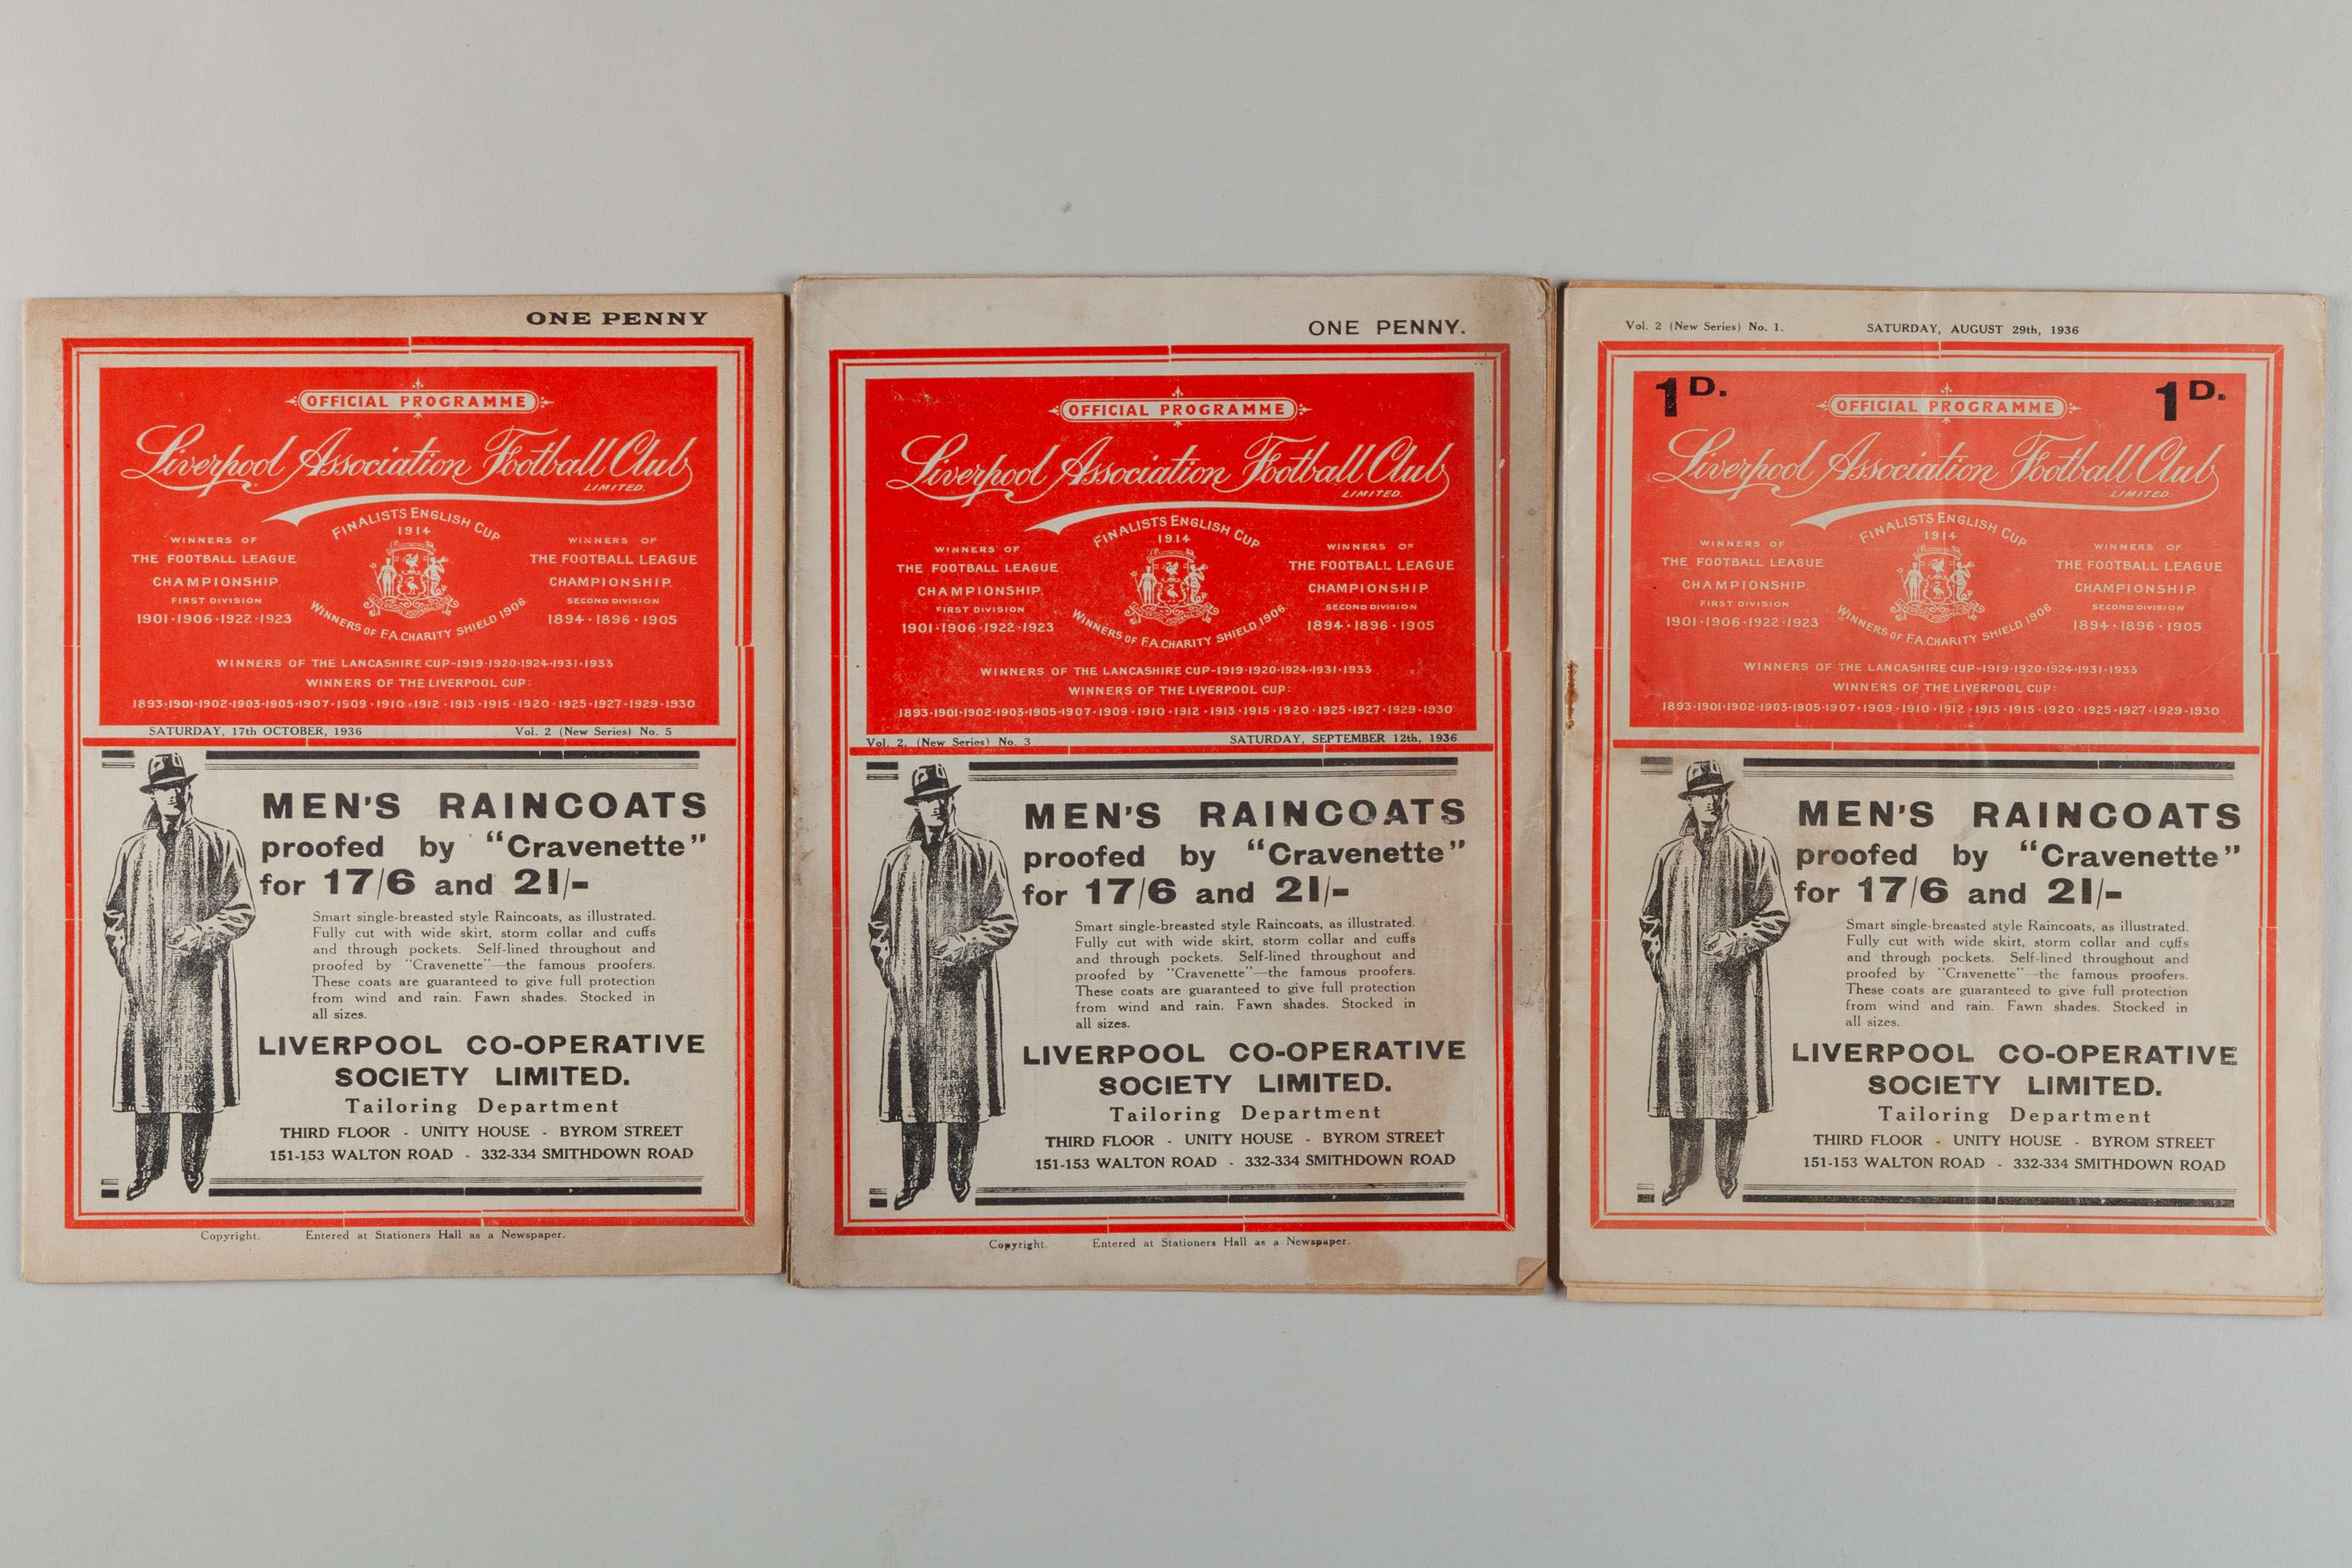 ONE PENNY
OFFICIAL PROGRAMME
Liverpool Association Football Club
LIMITED.
FINALISTS ENGLISH CUP
1914
WINNERS OF
THE FOOTBALL LEAGUE
CHAMPIONSHIP.
FIRST DIVISION
1901·1906·1922·1923
WINNERS OF
THE FOOTBALL LEAGUE
CHAMPIONSHIP.
SECOND DIVISION
1894·1896·1905
WINNERS OF F.A. CHARITY SHIELD 1906.
WINNERS OF THE LANCASHIRE CUP-1919·1920·1924·1931·1933
WINNERS OF THE LIVERPOOL CUP:
1893·1901·1902·1903·1905·1907·1909·1910·1912·1913·1915·1920·1925·1927·1929·1930
SATURDAY, 17th OCTOBER, 1936 Vol. 2 (New Series) No. 5
MEN'S RAINCOATS
proofed by "Cravenette"
for 17/6 and 21/-
Smart single-breasted style Raincoats, as illustrated.
Fully cut with wide skirt, storm collar and cuffs
and through pockets. Self-lined throughout and
proofed by "Cravenette"—the famous proofers.
These coats are guaranteed to give full protection
from wind and rain. Fawn shades. Stocked in
all sizes.
LIVERPOOL CO-OPERATIVE
SOCIETY LIMITED.
Tailoring Department
THIRD FLOOR - UNITY HOUSE - BYROM STREET
151-153 WALTON ROAD - 332-334 SMITHDOWN ROAD
Copyright. Entered at Stationers Hall as a Newspaper.
ONE PENNY.
OFFICIAL PROGRAMME
Liverpool Association Football Club
LIMITED.
FINALISTS ENGLISH CUP
1914
WINNERS OF
THE FOOTBALL LEAGUE
CHAMPIONSHIP.
FIRST DIVISION
1901·1906·1922·1923
WINNERS OF
THE FOOTBALL LEAGUE
CHAMPIONSHIP.
SECOND DIVISION
1894·1896·1905
WINNERS OF F.A. CHARITY SHIELD 1906.
WINNERS OF THE LANCASHIRE CUP-1919·1920·1924·1931·1933
WINNERS OF THE LIVERPOOL CUP:
1893·1901·1902·1903·1905·1907·1909·1910·1912·1913·1915·1920·1925·1927·1929·1930
Vol. 2, (New Series) No. 3 SATURDAY, SEPTEMBER 12th, 1936
MEN'S RAINCOATS
proofed by "Cravenette"
for 17/6 and 21/-
Smart single-breasted style Raincoats, as illustrated.
Fully cut with wide skirt, storm collar and cuffs
and through pockets. Self-lined throughout and
proofed by "Cravenette"—the famous proofers.
These coats are guaranteed to give full protection
from wind and rain. Fawn shades. Stocked in
all sizes.
LIVERPOOL CO-OPERATIVE
SOCIETY LIMITED.
Tailoring Department
THIRD FLOOR - UNITY HOUSE - BYROM STREET
151-153 WALTON ROAD - 332-334 SMITHDOWN ROAD
Copyright. Entered at Stationers Hall as a Newspaper.
Vol. 2 (New Series) No. 1. SATURDAY, AUGUST 29th, 1936
1D. 1D.
OFFICIAL PROGRAMME
Liverpool Association Football Club
LIMITED.
FINALISTS ENGLISH CUP
1914
WINNERS OF
THE FOOTBALL LEAGUE
CHAMPIONSHIP.
FIRST DIVISION
1901·1906·1922·1923
WINNERS OF
THE FOOTBALL LEAGUE
CHAMPIONSHIP.
SECOND DIVISION
1894·1896·1905
WINNERS OF F.A. CHARITY SHIELD 1906
WINNERS OF THE LANCASHIRE CUP-1919·1920·1924·1931·1933
WINNERS OF THE LIVERPOOL CUP:
1893·1901·1902·1903·1905·1907·1909·1910·1912·1913·1915·1920·1925·1927·1929·1930
MEN'S RAINCOATS
proofed by "Cravenette"
for 17/6 and 21/-
Smart single-breasted style Raincoats, as illustrated.
Fully cut with wide skirt, storm collar and cuffs
and through pockets. Self-lined throughout and
proofed by "Cravenette"—the famous proofers.
These coats are guaranteed to give full protection
from wind and rain. Fawn shades. Stocked in
all sizes.
LIVERPOOL CO-OPERATIVE
SOCIETY LIMITED.
Tailoring Department
THIRD FLOOR - UNITY HOUSE - BYROM STREET
151-153 WALTON ROAD - 332-334 SMITHDOWN ROAD